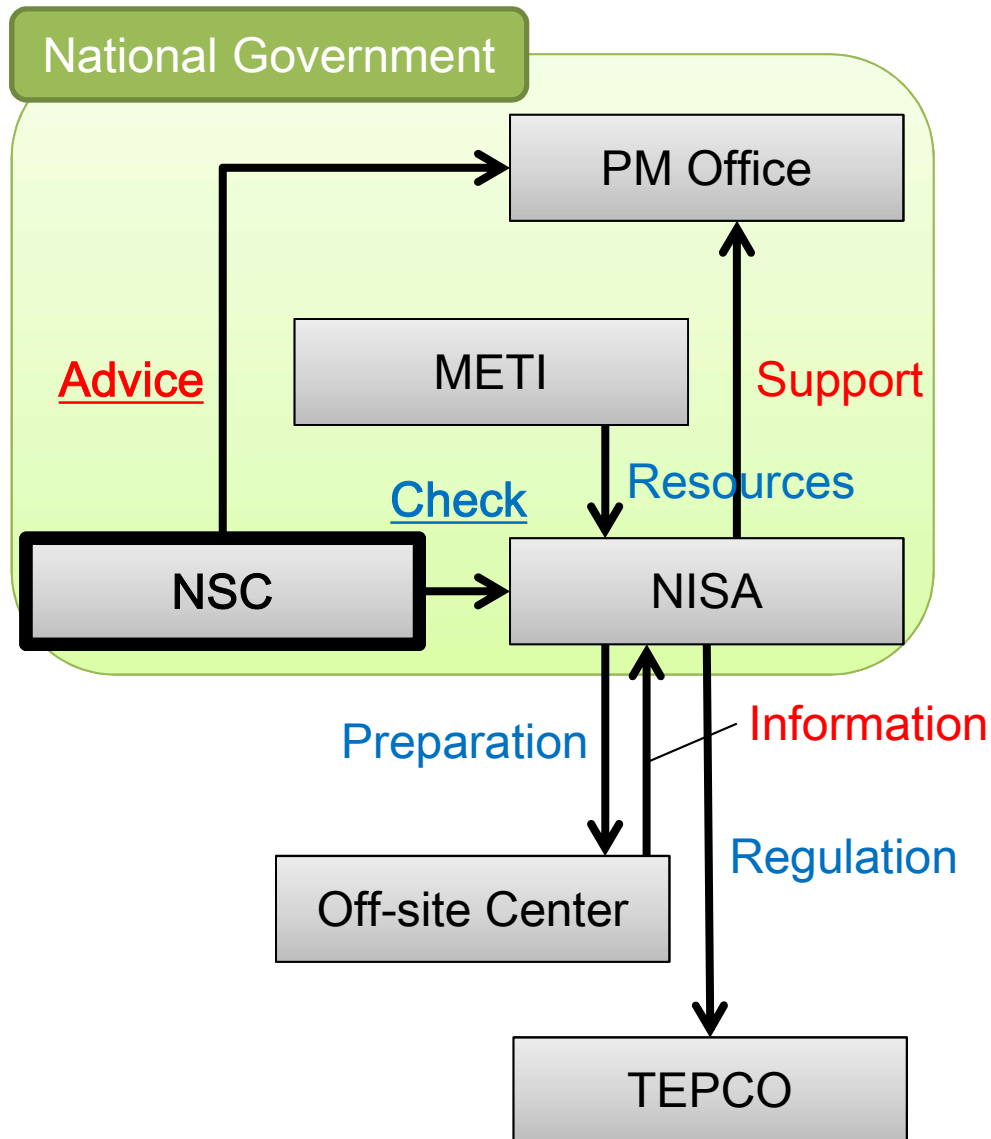 National Government
PM Office
METI
Advice
Support
Resources
Check
NSC
NISA
Preparation
Information
Regulation
Off-site Center
TEPCO